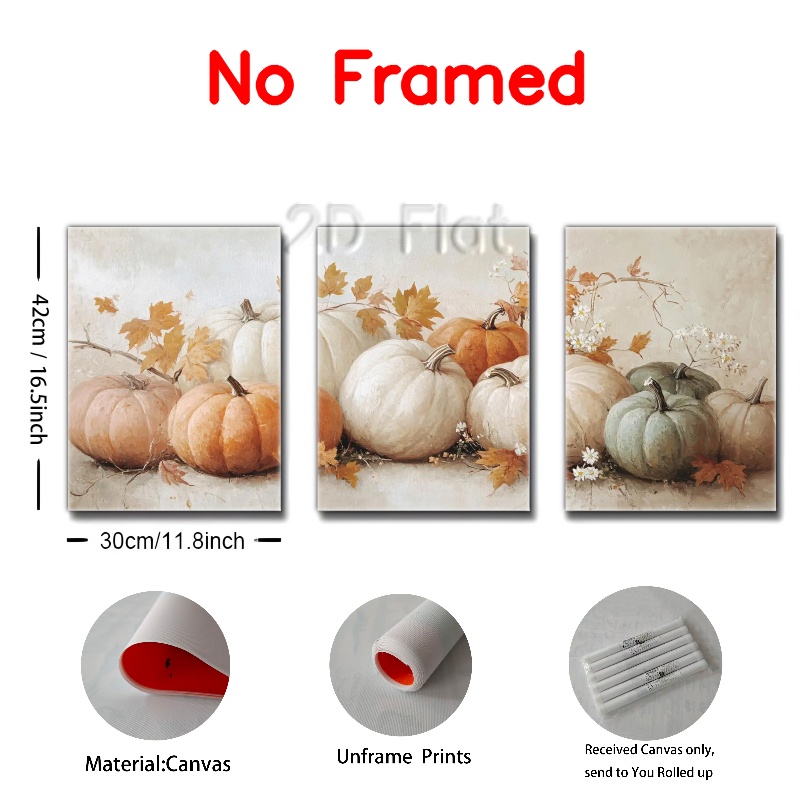 No Framed
2D Flat
42cm / 16.5inch
30cm/11.8inch
Material:Canvas
Unframe Prints
Received Canvas only,
send to You Rolled up